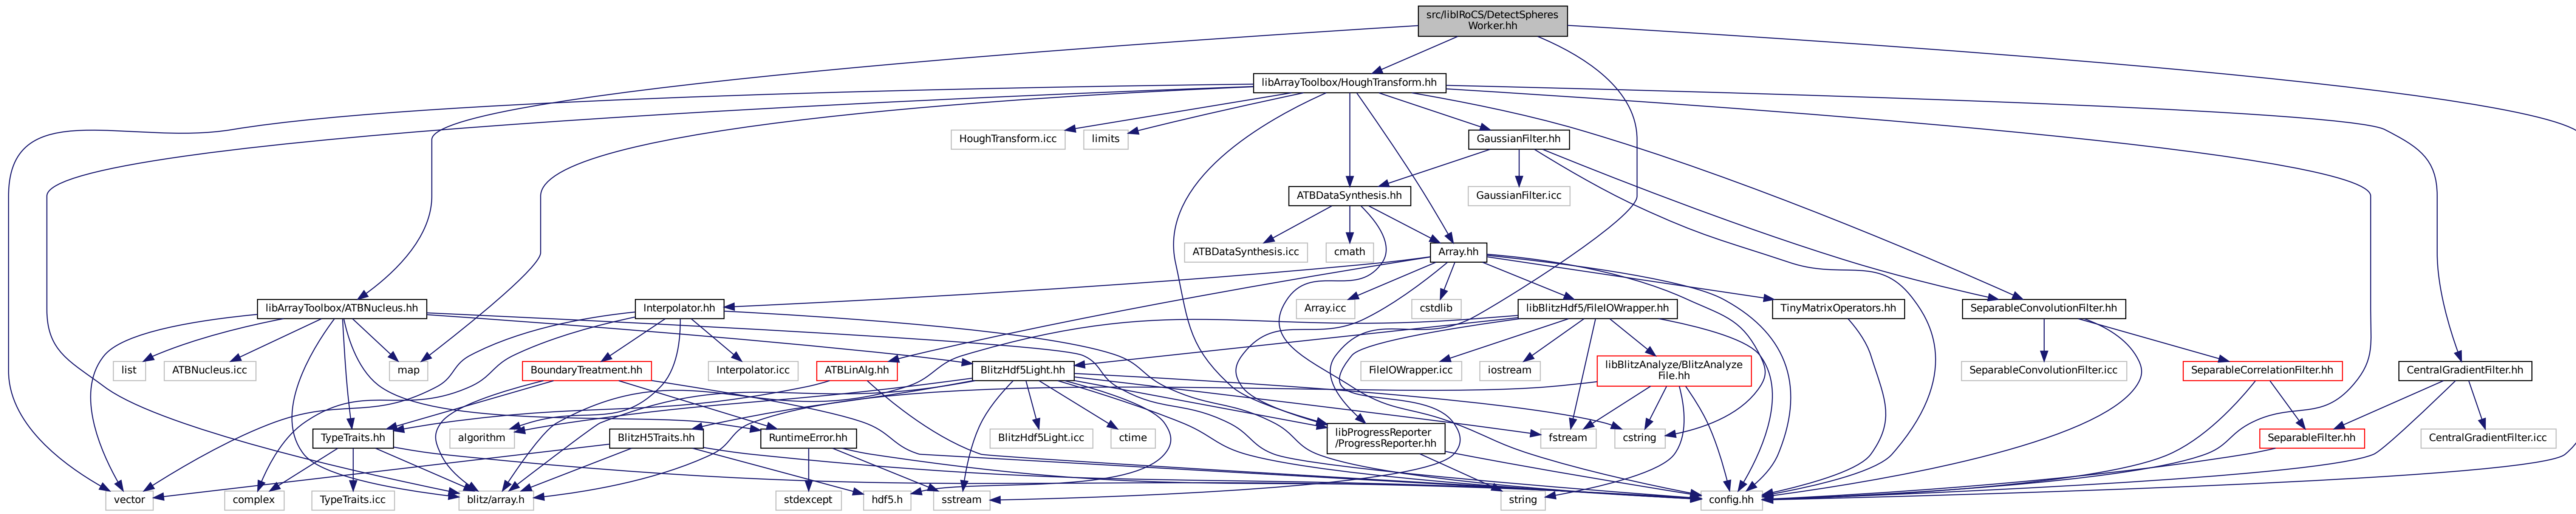 src/libIRoCS/DetectSpheres
Worker.hh
libArrayToolbox/HoughTransform.hh
HoughTransform.icc
limits
GaussianFilter.hh
ATBDataSynthesis.hh
GaussianFilter.icc
ATBDataSynthesis.icc
cmath
Array.hh
libArrayToolbox/ATBNucleus.hh
Interpolator.hh
Array.icc
cstdlib
libBlitzHdf5/FileIOWrapper.hh
TinyMatrixOperators.hh
SeparableConvolutionFilter.hh
list
ATBNucleus.icc
map
BoundaryTreatment.hh
Interpolator.icc
ATBLinAlg.hh
BlitzHdf5Light.hh
FileIOWrapper.icc
iostream
libBlitzAnalyze/BlitzAnalyze
File.hh
SeparableConvolutionFilter.icc
SeparableCorrelationFilter.hh
CentralGradientFilter.hh
TypeTraits.hh
algorithm
BlitzH5Traits.hh
RuntimeError.hh
BlitzHdf5Light.icc
ctime
libProgressReporter
/ProgressReporter.hh
fstream
cstring
SeparableFilter.hh
CentralGradientFilter.icc
vector
complex
TypeTraits.icc
blitz/array.h
stdexcept
hdf5.h
sstream
string
config.hh